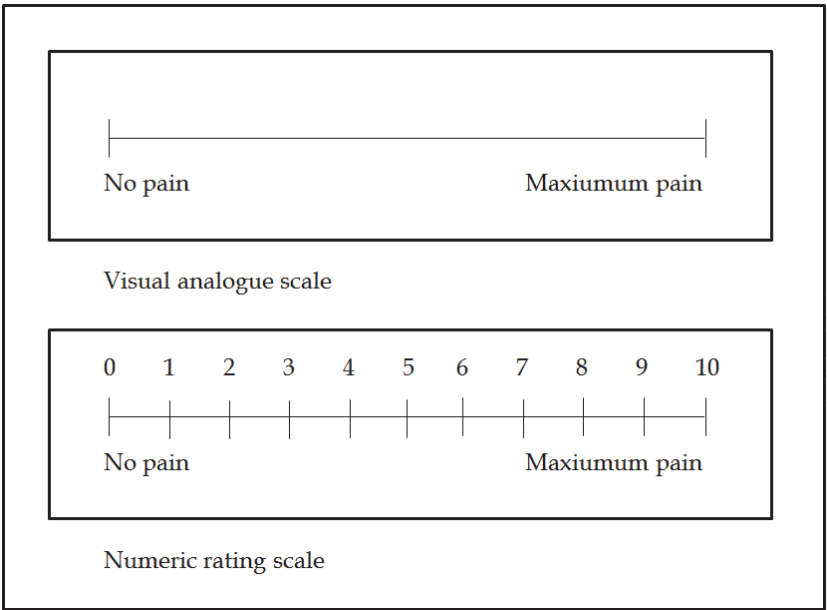 No pain Maxiumum pain
Visual analogue scale
0 1 2 3 4 5 6 7 8 9 10
No pain Maxiumum pain
Numeric rating scale